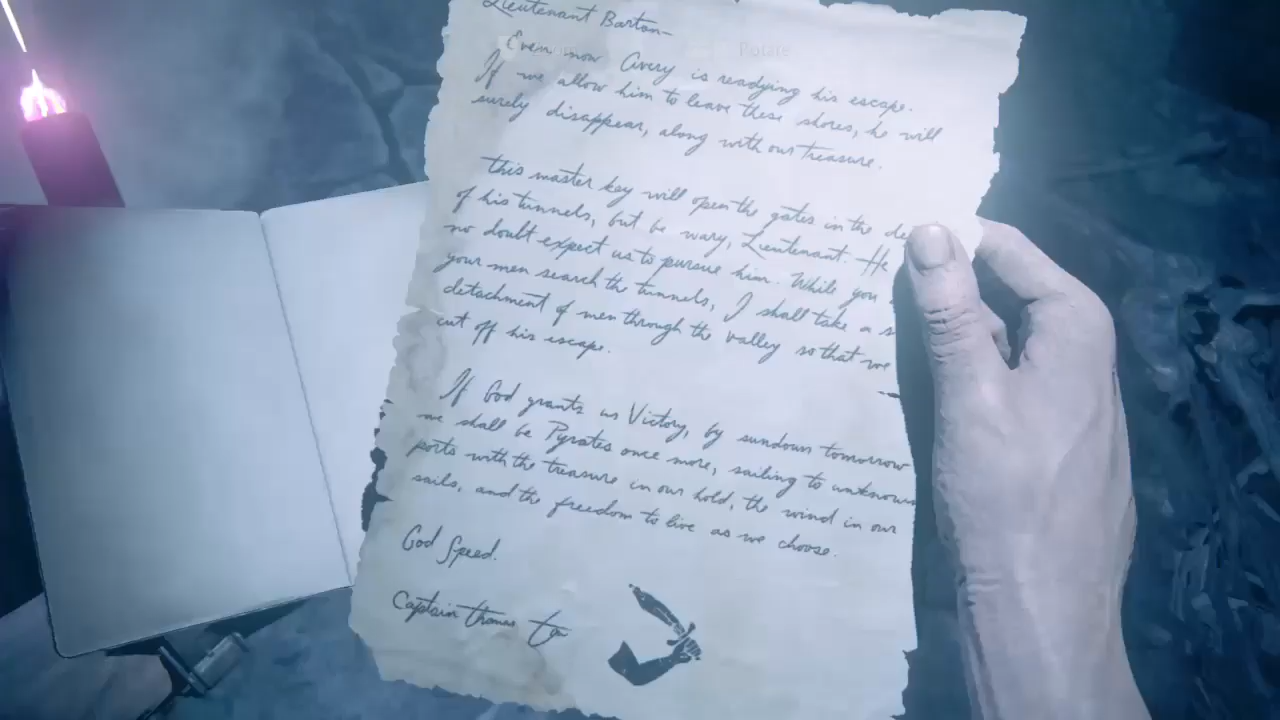 Lieutenant Barton—
Even now Avery is readying his escape.
If we allow him to leave these shores, he will
surely disappear, along with our treasure.
This master key will open the gates in the de
of his tunnels, but be wary, Lieutenant. He
no doubt expect us to pursue him. While you
your men search the tunnels, I shall take a s
detachment of men through the valley so that we
cut off his escape.
If God grants us Victory, by sundown tomorrow
we shall be Pyrates once more, sailing to unknown
ports with the treasure in our hold, the wind in our
sails, and the freedom to live as we choose.
God Speed.
Captain Thomas Tew
Rotate